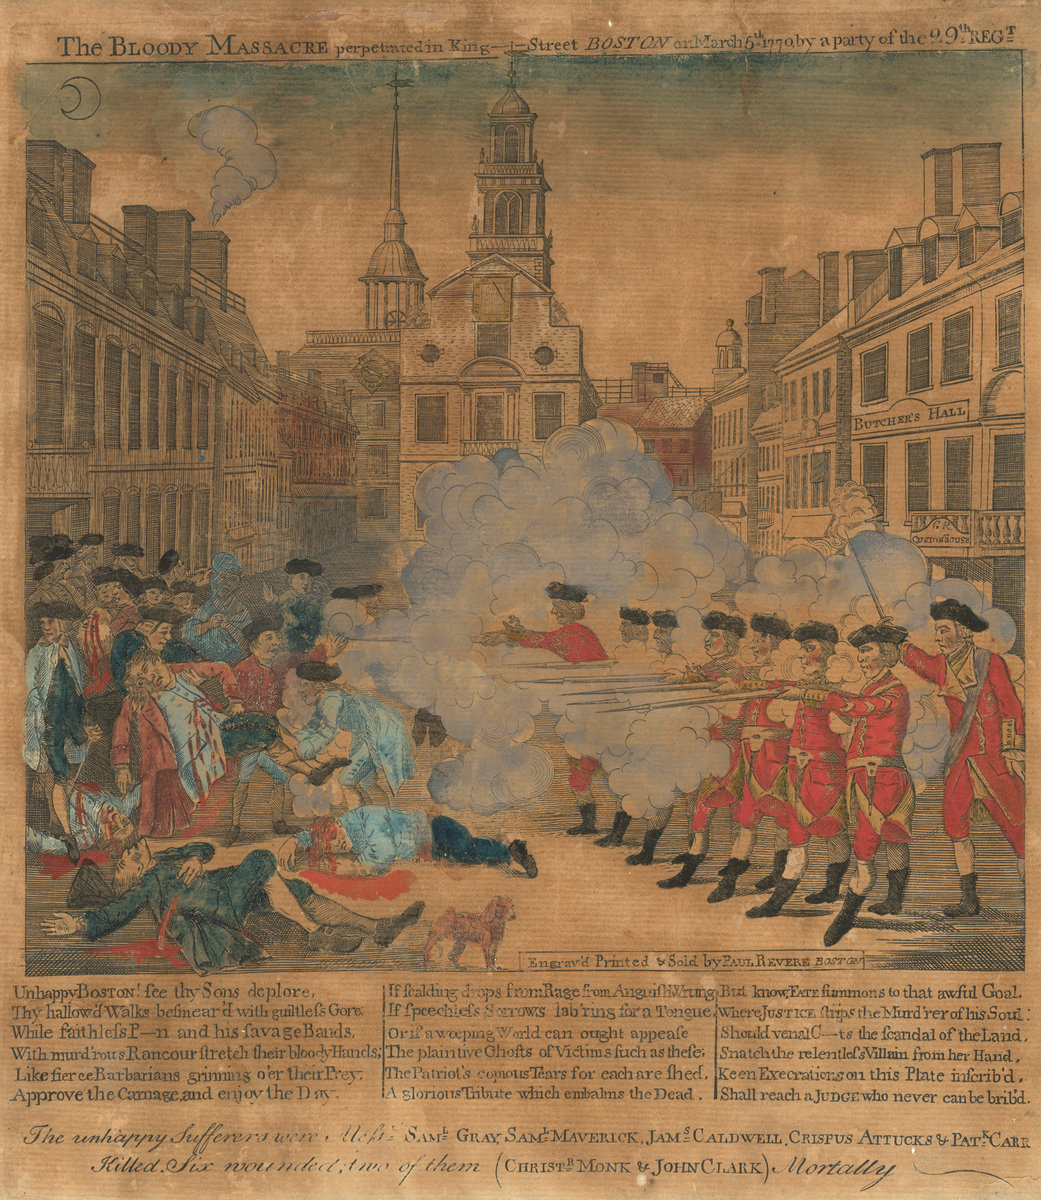 The BLOODY MASSACRE perpetrated in King—Street BOSTON on March 5th 1770, by a party of the 29th REGT
BUTCHER'S HALL
GR
CUSTOMHOUSE
Engrav'd Printed & Sold by PAUL REVERE BOSTON
Unhappy BOSTON! ſee thy Sons deplore,
Thy hallow'd Walks beſmear'd with guiltleſs Gore:
While faithleſs P—n and his ſavage Bands,
With murd'rous Rancour ſtretch their bloody Hands;
Like fierce Barbarians grinning o'er their Prey,
Approve the Carnage, and enjoy the Day.
If ſcalding drops from Rage from Anguiſh Wrung,
If ſpeechleſs Sorrows lab'ring for a Tongue,
Or if a weeping World can ought appeaſe
The plaintive Ghoſts of Victims ſuch as theſe;
The Patriot's copious Tears for each are ſhed,
A glorious Tribute which embalms the Dead.
But know, FATE ſummons to that awful Goal,
Where JUSTICE ſtrips the Murd'rer of his Soul:
Should venal C—ts the ſcandal of the Land,
Snatch the relentleſs Villain from her Hand,
Keen Execrations on this Plate inſcrib'd,
Shall reach a JUDGE who never can be brib'd.
The unhappy Sufferers were Meſſrs SAML GRAY, SAML MAVERICK, JAMS CALDWELL, CRISPUS ATTUCKS & PATK CARR
Killed. Six wounded; two of them (CHRISTR MONK & JOHN CLARK) Mortally